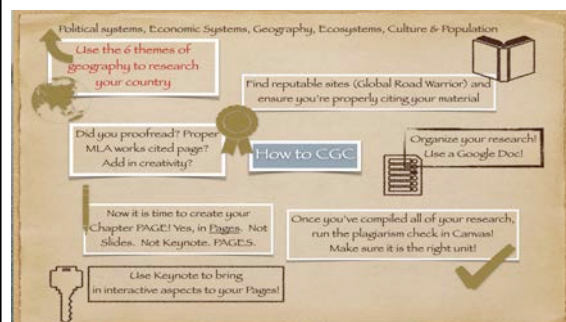 Political systems, Economic Systems, Geography, Ecosystems, Culture & Population
Use the 6 themes of
geography to research
your country
Find reputable sites (Global Road Warrior) and
ensure you're properly citing your material
Did you proofread? Proper
MLA works cited page?
Add in creativity?
How to CGC
Organize your research!
Use a Google Doc!
Now it is time to create your
Chapter PAGE! Yes, in Pages. Not
Slides. Not Keynote. PAGES.
Once you've compiled all of your research,
run the plagiarism check in Canvas!
Make sure it is the right unit!
Use Keynote to bring
in interactive aspects to your Pages!